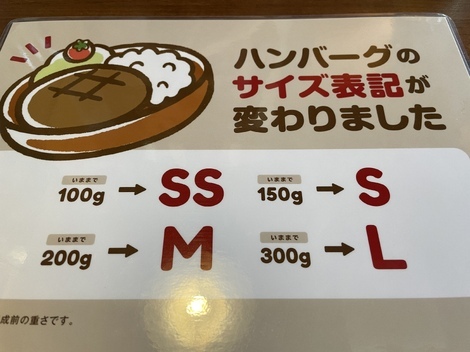 ハンバーグの
サイズ表記が
変わりました
いままで
100g → SS
いままで
150g → S
いままで
200g → M
いままで
300g → L
成前の重さです。